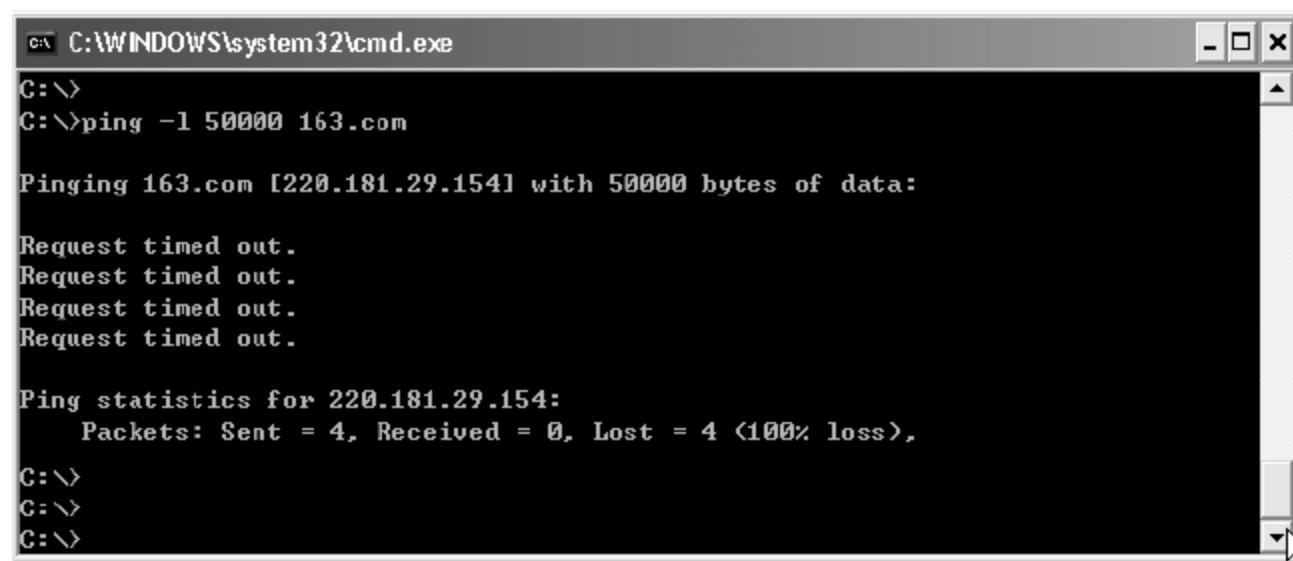 C:\WINDOWS\system32\cmd.exe
C:\>
C:\>ping -l 50000 163.com
Pinging 163.com [220.181.29.154] with 50000 bytes of data:
Request timed out.
Request timed out.
Request timed out.
Request timed out.
Ping statistics for 220.181.29.154:
Packets: Sent = 4, Received = 0, Lost = 4 (100% loss),
C:\>
C:\>
C:\>